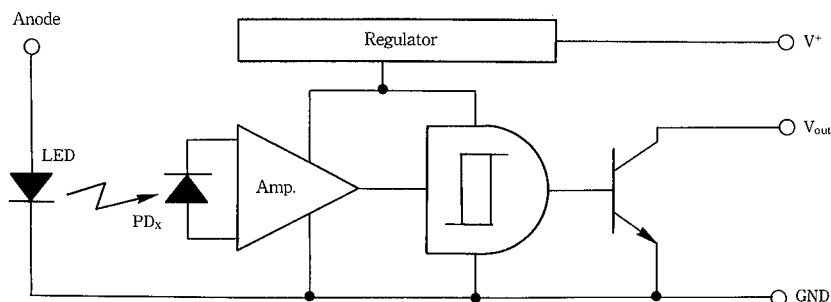 Anode
Regulator
V⁺
LED
PDx
Amp.
Vout
GND